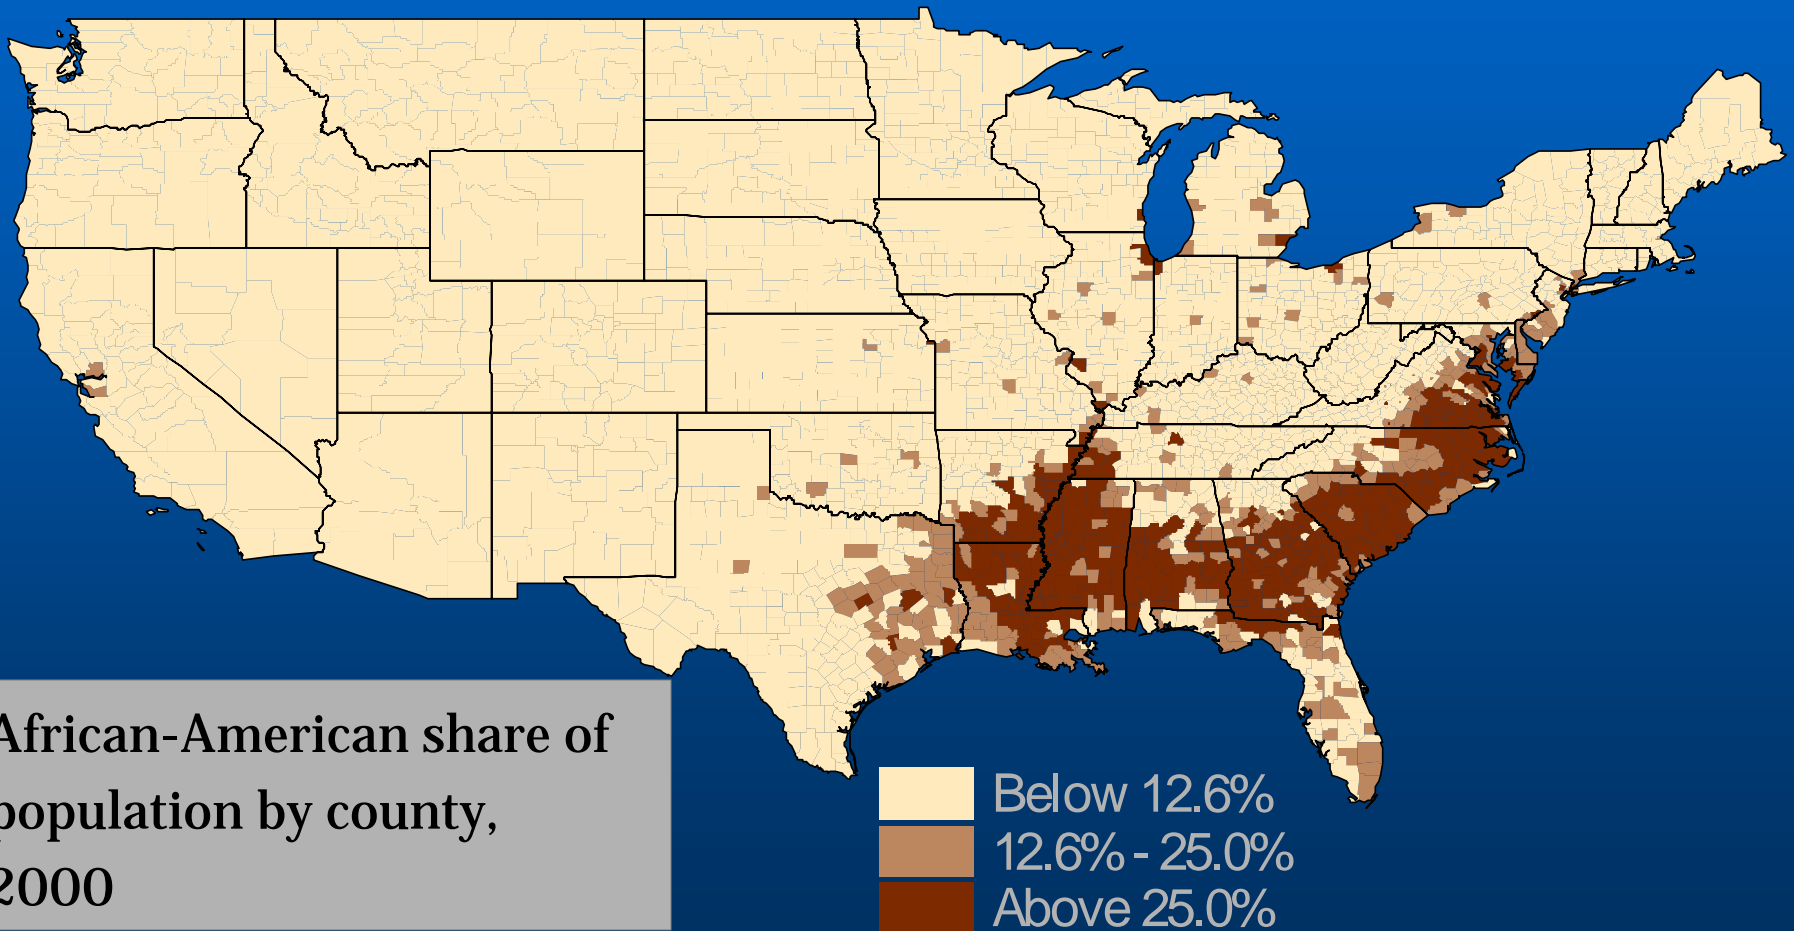 African-American share of
population by county,
2000
Below 12.6%
12.6% - 25.0%
Above 25.0%